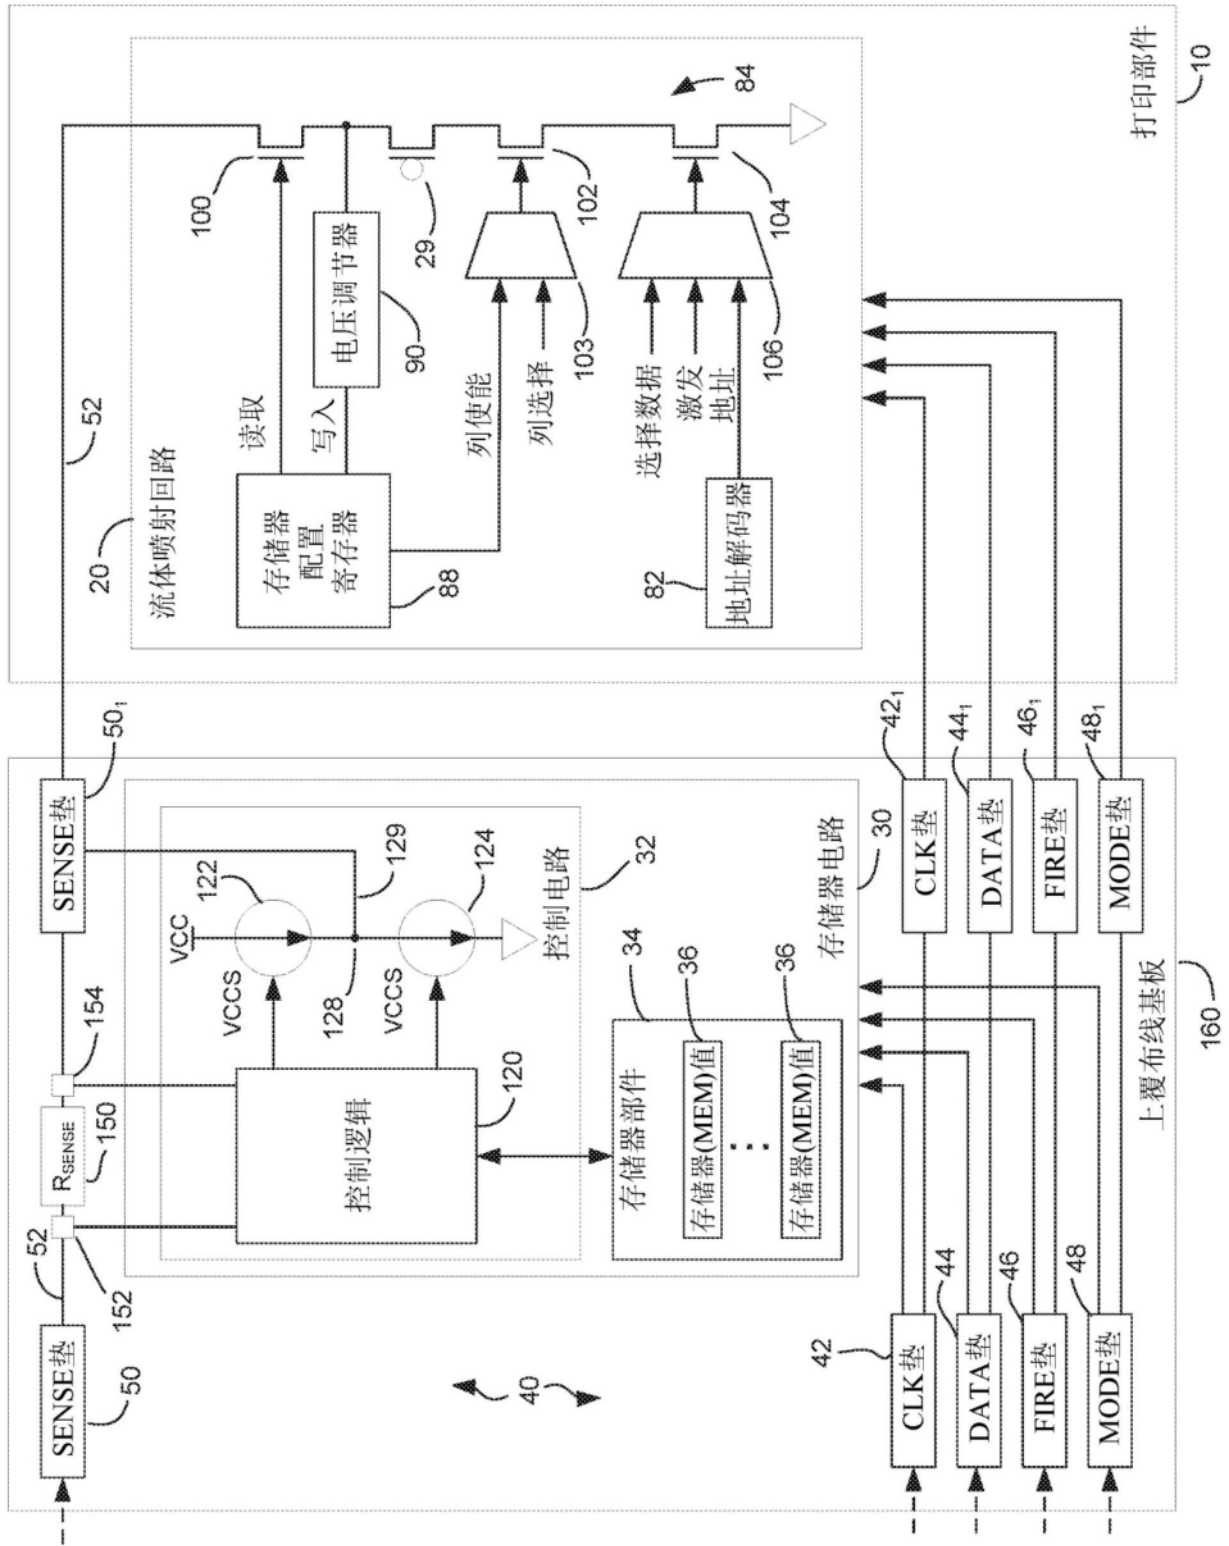 SENSE垫
50
52
152
RSENSE
150
154
SENSE垫
50₁
52
40
控制逻辑
120
VCCS
VCCS
VCC
122
128
129
124
控制电路
32
存储器部件
34
存储器(MEM)值
36
存储器(MEM)值
36
存储器电路
30
CLK垫
42
DATA垫
44
FIRE垫
46
MODE垫
48
CLK垫
42₁
DATA垫
44₁
FIRE垫
46₁
MODE垫
48₁
上覆布线基板
160
20
流体喷射回路
存储器
配置
寄存器
88
读取
写入
电压调节器
90
100
29
列使能
列选择
103
102
地址解码器
82
选择数据
激发
地址
106
104
84
打印部件
10